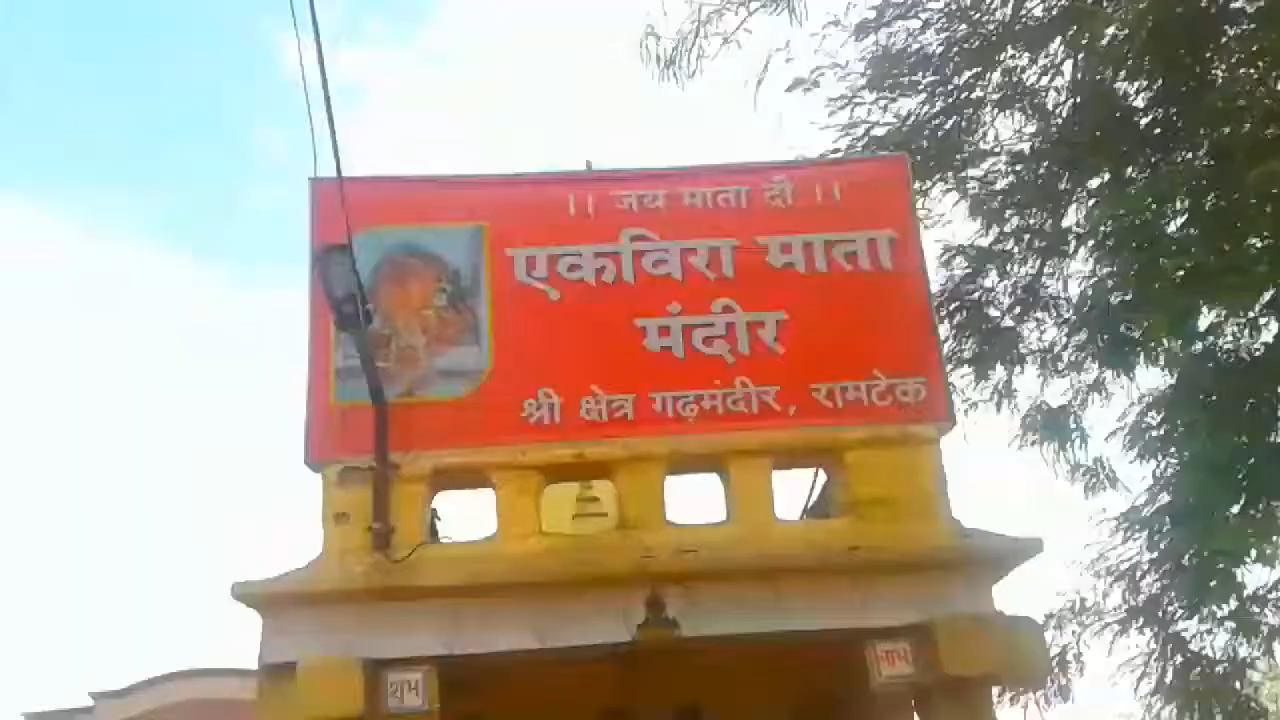 ।। जय माता दी ।।
एकविरा माता
मंदीर
श्री क्षेत्र गढ़मंदीर, रामटेक
शुभ
लाभ